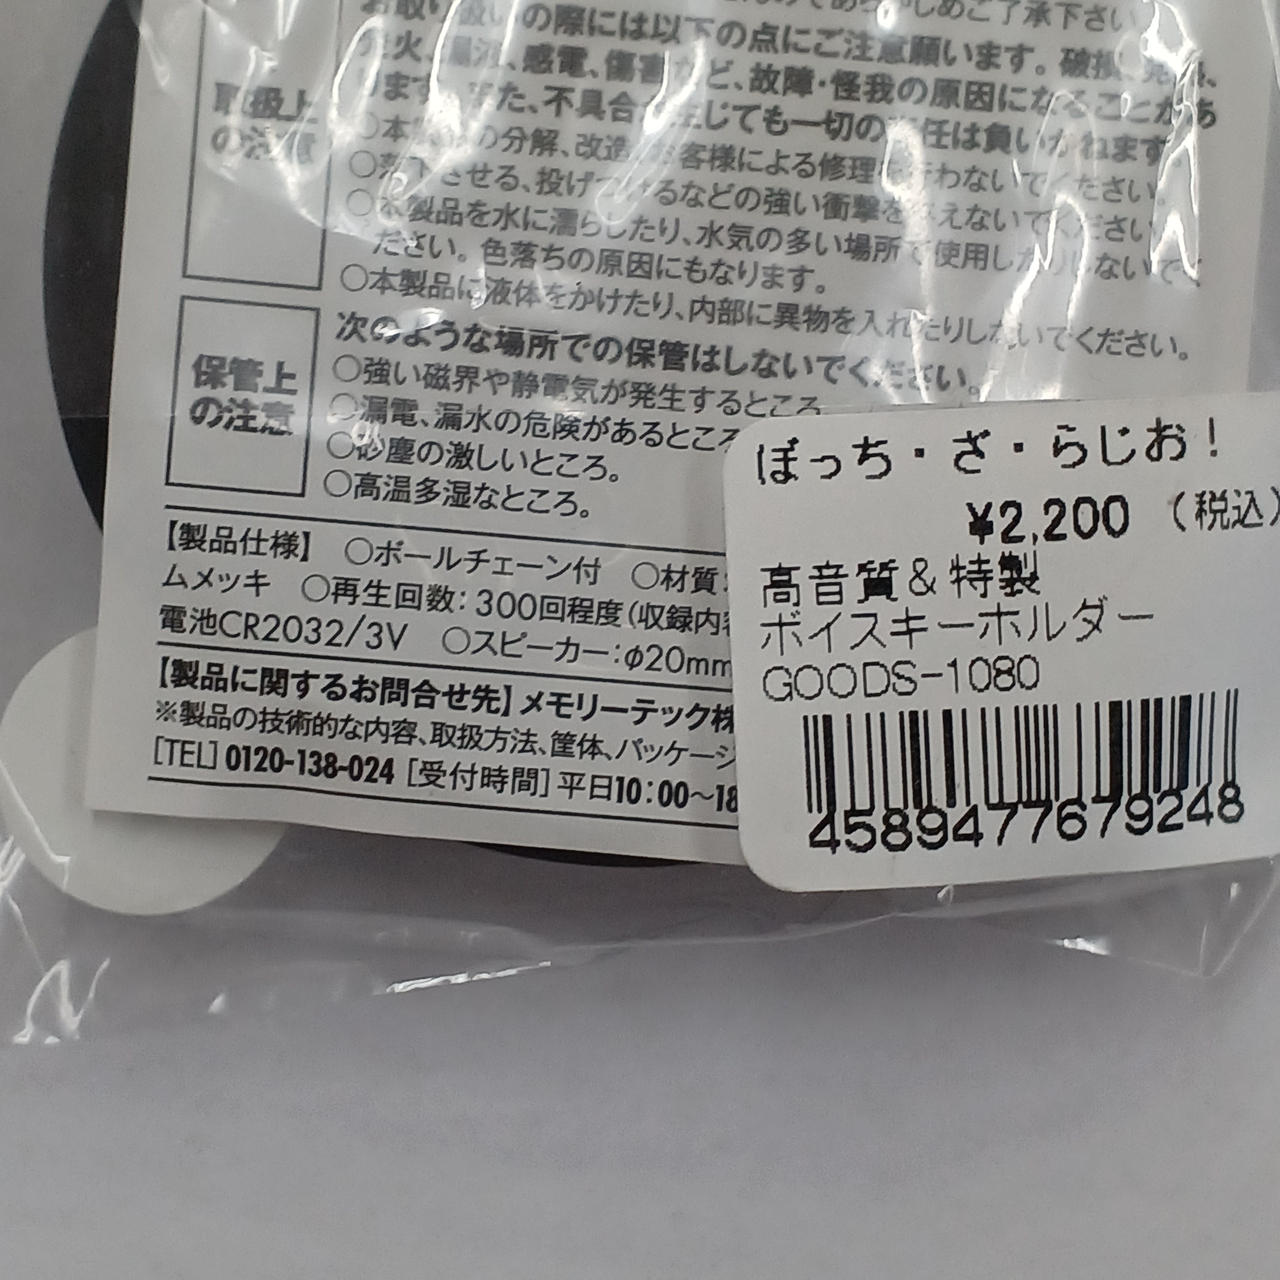 ご了承下さい
お取り扱いの際には以下の点にご注意願います。破損、発熱、
発火、漏液、感電、傷害など、故障・怪我の原因になることがあ
ります。また、不具合が生じても一切の責任は負いかねます。
取扱上
の注意
○本製品の分解、改造、お客様による修理を行わないでください。
○落下させる、投げつけるなどの強い衝撃を与えないでください。
○本製品を水に濡らしたり、水気の多い場所で使用したりしないでく
ださい。色落ちの原因にもなります。
○本製品に液体をかけたり、内部に異物を入れたりしないでください。
保管上
の注意
次のような場所での保管はしないでください。
○強い磁界や静電気が発生するところ
○漏電、漏水の危険があるところ
○砂塵の激しいところ。
○高温多湿なところ。
【製品仕様】 ○ボールチェーン付 ○材質:
ムメッキ ○再生回数:300回程度(収録内容
電池CR2032/3V ○スピーカー:φ20mm
【製品に関するお問合せ先】メモリーテック株
※製品の技術的な内容、取扱方法、筐体、パッケージ
[TEL] 0120-138-024 [受付時間] 平日10:00〜18
ぼっち・ざ・らじお!
¥2,200 (税込)
高音質&特製
ボイスキーホルダー
GOODS-1080
4589477679248